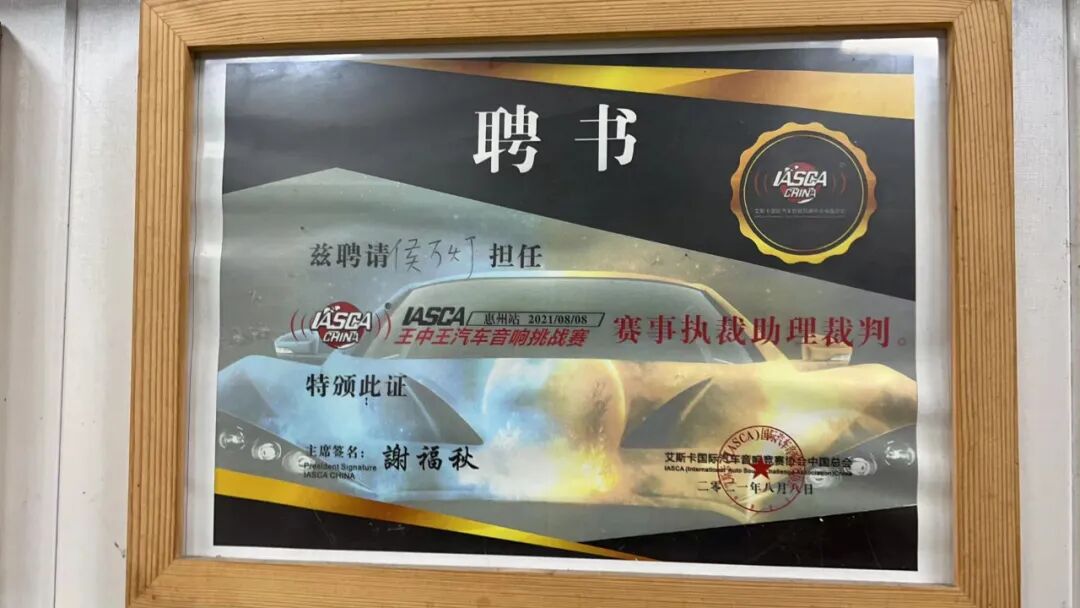 聘书
IASCA
CHINA
兹聘请侯万灯担任
IASCA
CHINA
IASCA 惠州站 2021/08/08
王中王汽车音响挑战赛
赛事执裁助理裁判。
特颁此证
主席签名：謝福秋
President Signature
IASCA CHINA
艾斯卡国际汽车音响竞赛协会中国总会
二零二一年八月八日